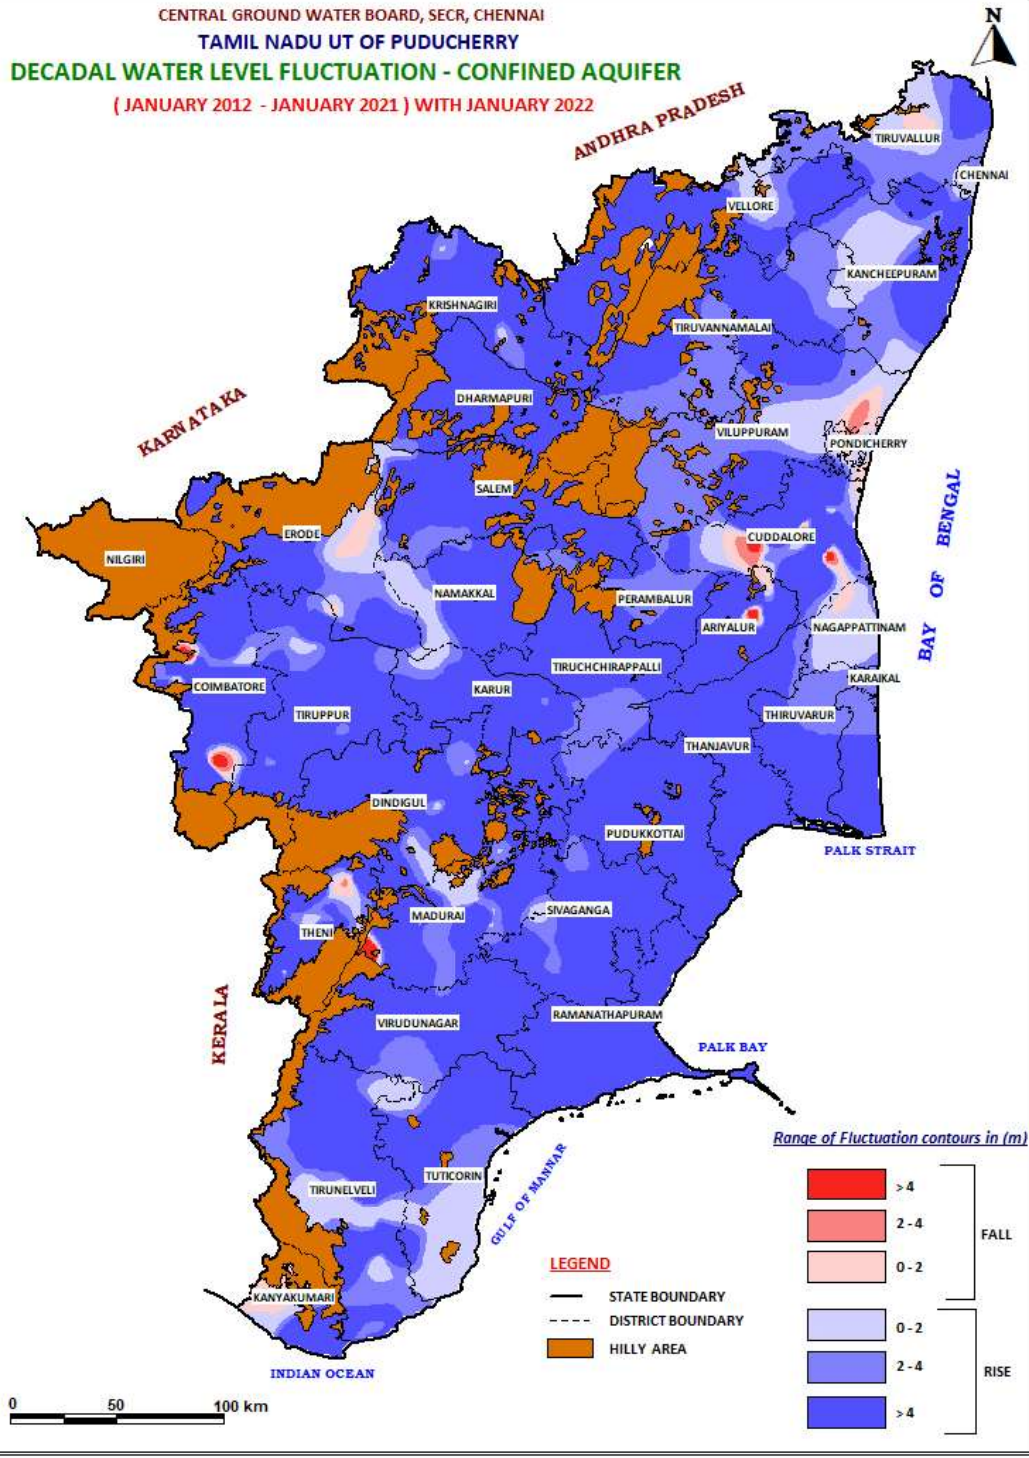 CENTRAL GROUND WATER BOARD, SECR, CHENNAI
TAMIL NADU UT OF PUDUCHERRY
DECADAL WATER LEVEL FLUCTUATION - CONFINED AQUIFER
( JANUARY 2012 - JANUARY 2021 ) WITH JANUARY 2022
N
ANDHRA PRADESH
TIRUVALLUR
CHENNAI
VELLORE
KANCHEEPURAM
KRISHNAGIRI
TIRUVANNAMALAI
DHARMAPURI
KARNATAKA
VILUPPURAM
PONDICHERRY
SALEM
BAY OF BENGAL
ERODE
CUDDALORE
NILGIRI
NAMAKKAL
PERAMBALUR
ARIYALUR
NAGAPPATTINAM
TIRUCHCHIRAPPALLI
KARAIKAL
COIMBATORE
KARUR
TIRUPPUR
THIRUVARUR
THANJAVUR
DINDIGUL
PUDUKKOTTAI
PALK STRAIT
MADURAI
SIVAGANGA
THENI
KERALA
VIRUDUNAGAR
RAMANATHAPURAM
PALK BAY
GULF OF MANNAR
TUTICORIN
TIRUNELVELI
KANYAKUMARI
INDIAN OCEAN
0 50 100 km
LEGEND
STATE BOUNDARY
DISTRICT BOUNDARY
HILLY AREA
Range of Fluctuation contours in (m)
>4
2 - 4
0 - 2
FALL
0 - 2
2 - 4
>4
RISE